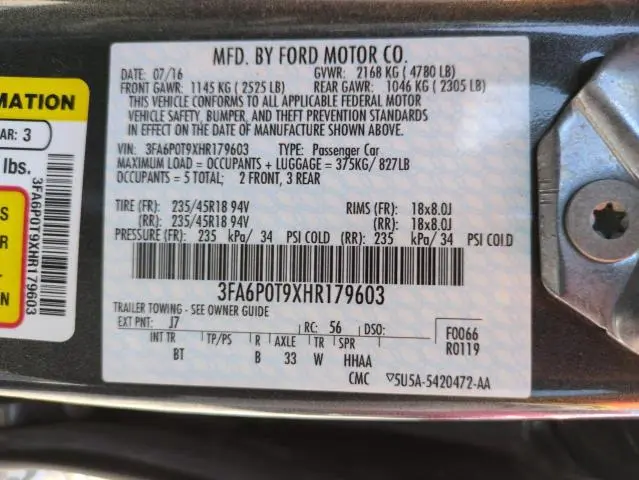 MFD. BY FORD MOTOR CO.
DATE: 07/16 GVWR: 2168 KG ( 4780 LB)
FRONT GAWR: 1145 KG ( 2525 LB) REAR GAWR: 1046 KG ( 2305 LB)
THIS VEHICLE CONFORMS TO ALL APPLICABLE FEDERAL MOTOR
VEHICLE SAFETY, BUMPER, AND THEFT PREVENTION STANDARDS
IN EFFECT ON THE DATE OF MANUFACTURE SHOWN ABOVE.
VIN: 3FA6P0T9XHR179603 TYPE: Passenger Car
MAXIMUM LOAD = OCCUPANTS + LUGGAGE = 375KG/ 827LB
OCCUPANTS = 5 TOTAL; 2 FRONT, 3 REAR
TIRE (FR): 235/45R18 94V RIMS (FR): 18x8.0J
(RR): 235/45R18 94V (RR): 18x8.0J
PRESSURE (FR): 235 kPa/ 34 PSI COLD (RR): 235 kPa/ 34 PSI COLD
3FA6P0T9XHR179603
TRAILER TOWING - SEE OWNER GUIDE
EXT PNT: J7 RC: 56 DSO:
INT TR TP/PS R AXLE TR SPR
BT B 33 W HHAA
F0066
R0119
CMC ▽5U5A-5420472-AA
MATION
AR: 3
lbs.
S
R
S
3FA6P0T9XHR179603